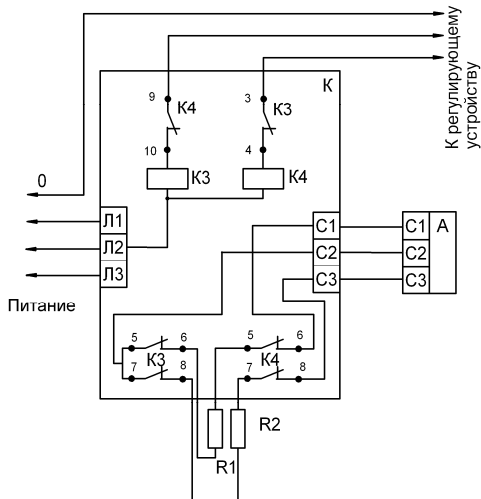 К регулирующему
устройству
К
9 К4 3 К3
10 К3 4 К4
0
Л1 С1 С1 А
Л2 С2 С2
Л3 С3 С3
Питание
5 6 5 6
К3 К4
7 8 7 8
R2
R1